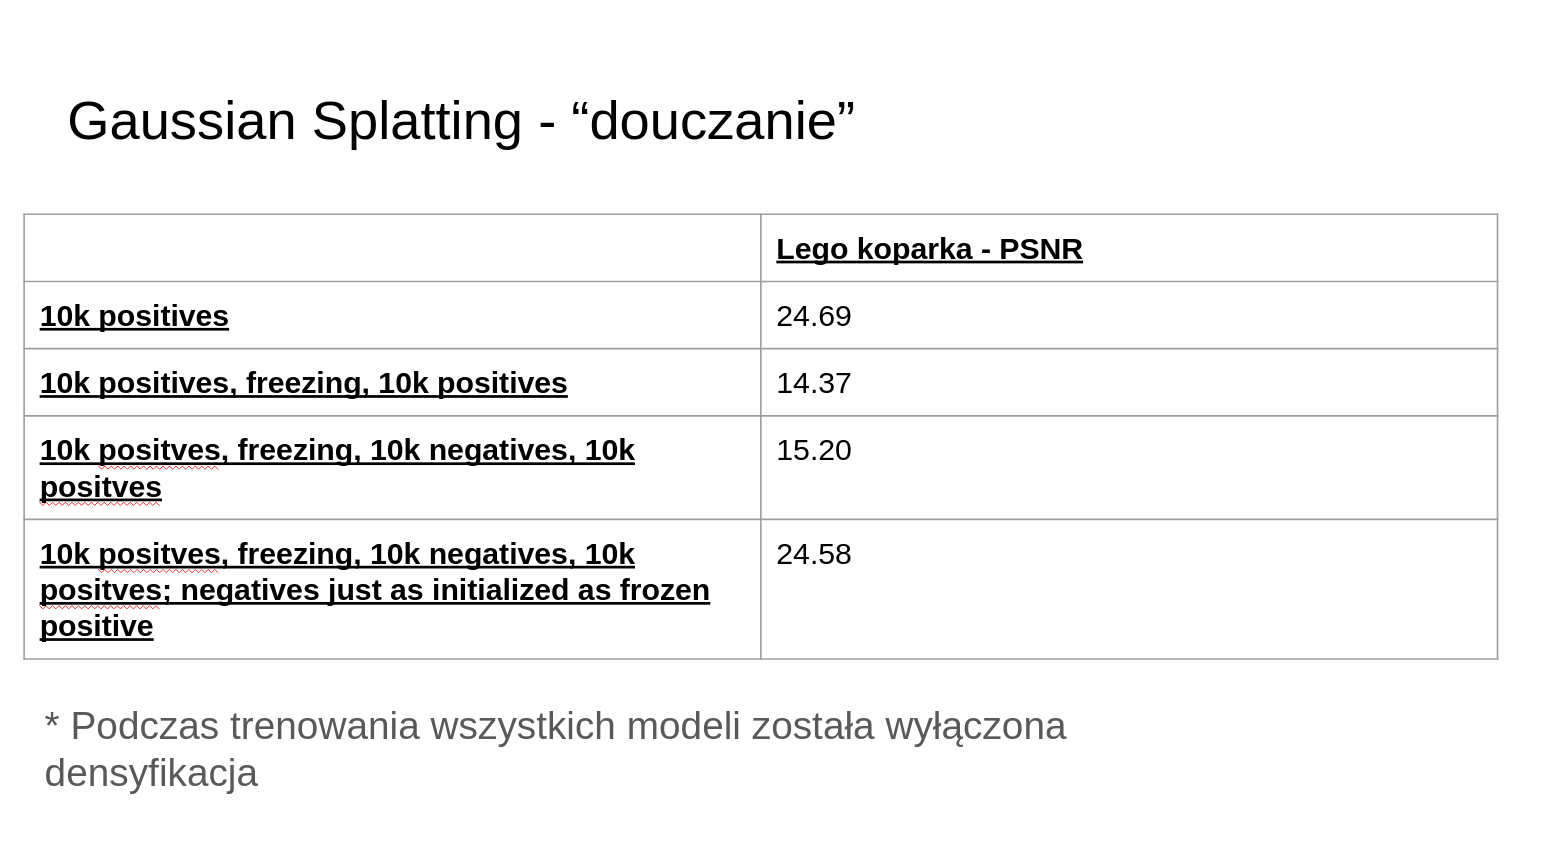 Gaussian Splatting - “douczanie”
Lego koparka - PSNR
10k positives
24.69
10k positives, freezing, 10k positives
14.37
10k positves, freezing, 10k negatives, 10k
positves
15.20
10k positves, freezing, 10k negatives, 10k
positves; negatives just as initialized as frozen
positive
24.58
* Podczas trenowania wszystkich modeli została wyłączona
densyfikacja